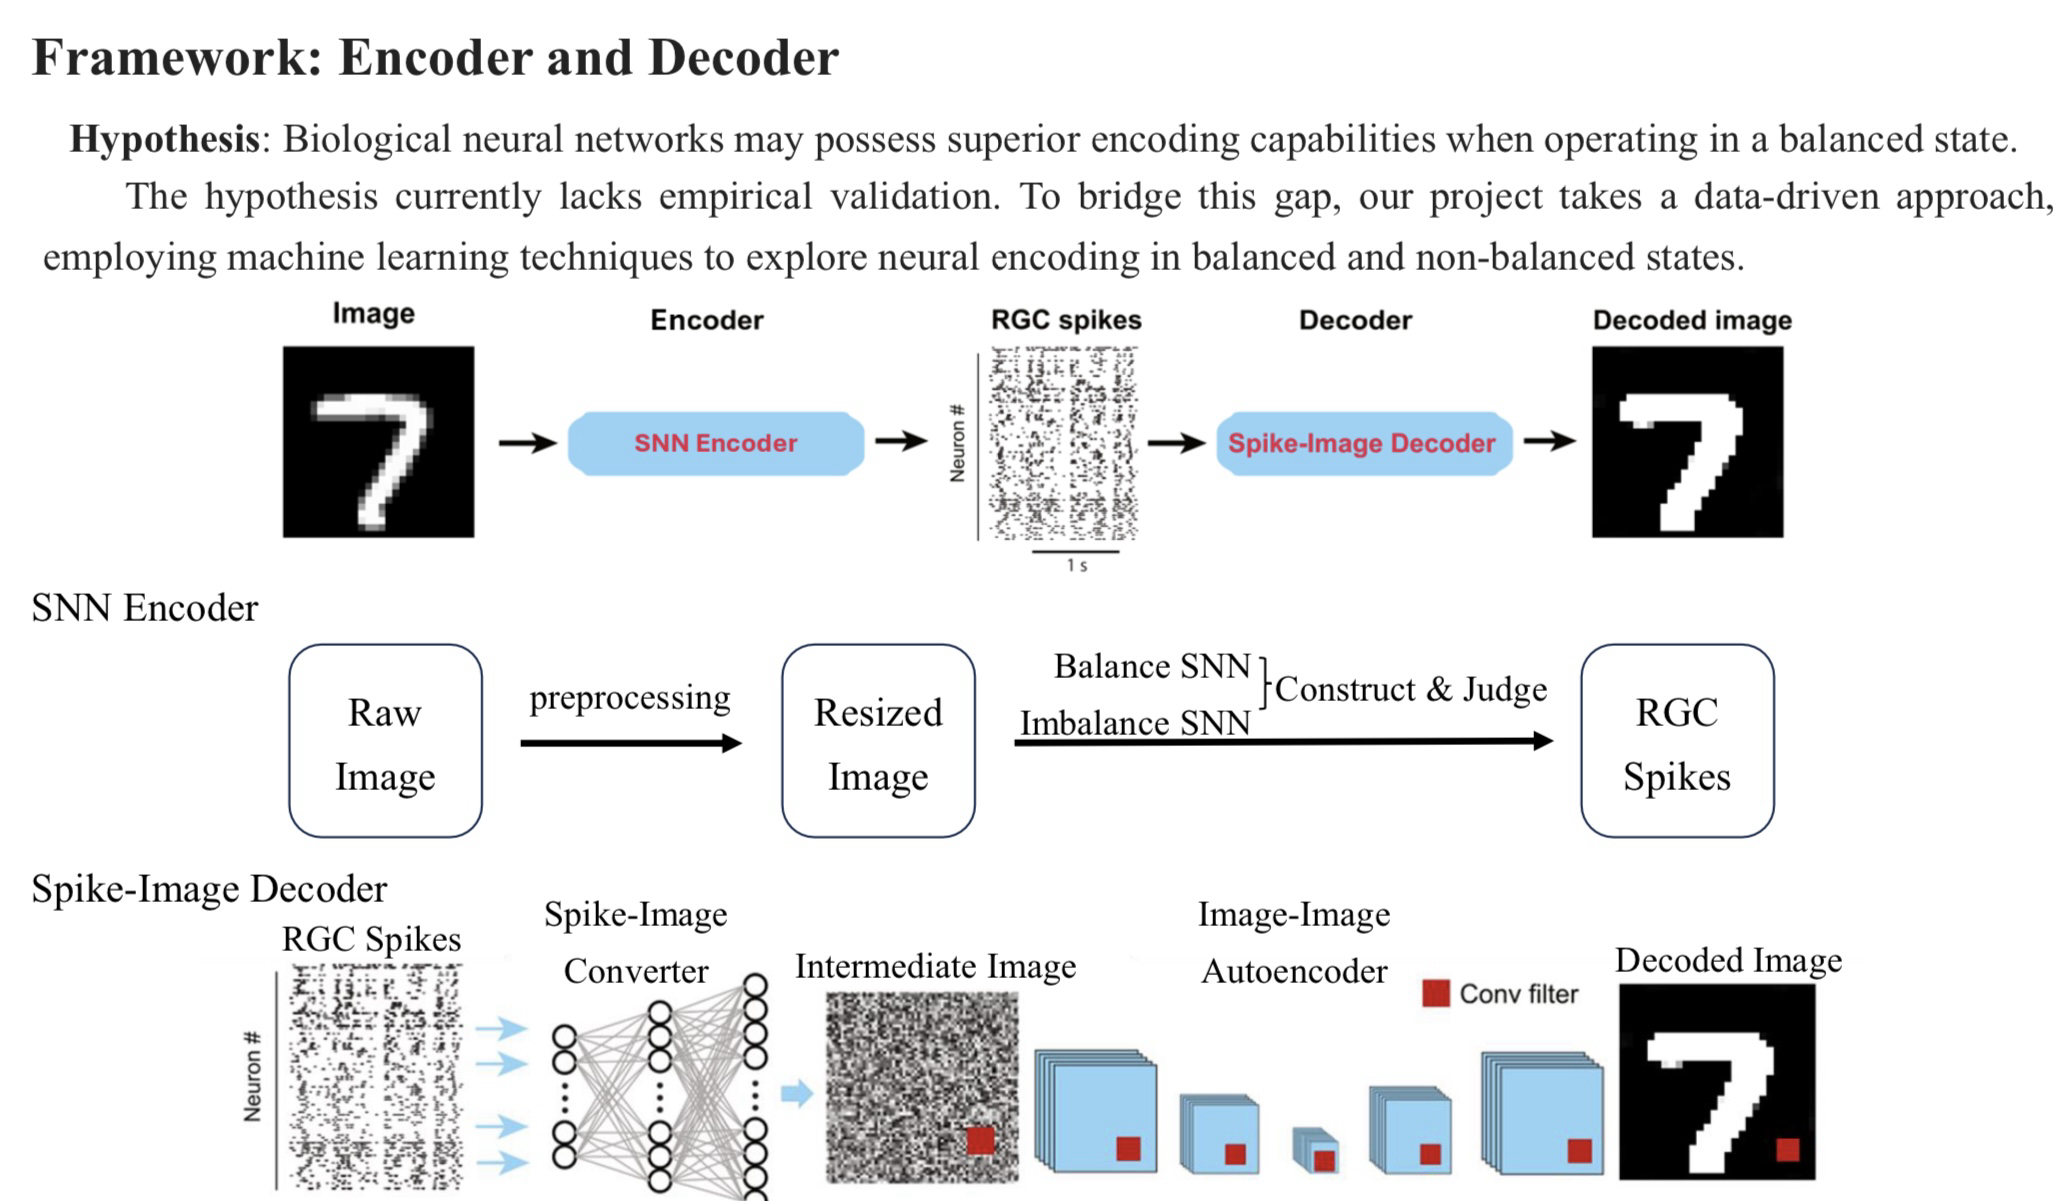 Framework: Encoder and Decoder
Hypothesis: Biological neural networks may possess superior encoding capabilities when operating in a balanced state.
The hypothesis currently lacks empirical validation. To bridge this gap, our project takes a data-driven approach,
employing machine learning techniques to explore neural encoding in balanced and non-balanced states.
Image
Encoder
RGC spikes
Decoder
Decoded image
SNN Encoder
Neuron #
Spike-Image Decoder
1 s
SNN Encoder
Raw
Image
preprocessing
Resized
Image
Balance SNN
Imbalance SNN
Construct & Judge
RGC
Spikes
Spike-Image Decoder
RGC Spikes
Neuron #
Spike-Image
Converter
Intermediate Image
Image-Image
Autoencoder
Conv filter
Decoded Image